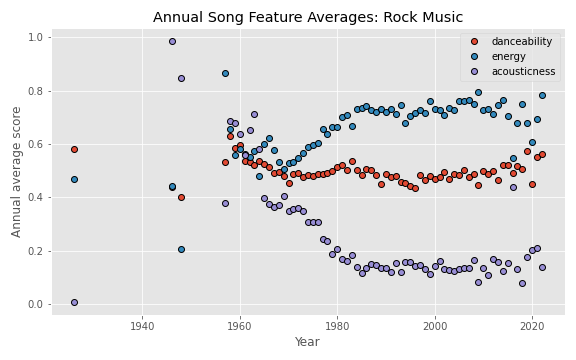 Annual Song Feature Averages: Rock Music
danceability
energy
acousticness
Annual average score
1.0
0.8
0.6
0.4
0.2
0.0
1940
1960
1980
2000
2020
Year